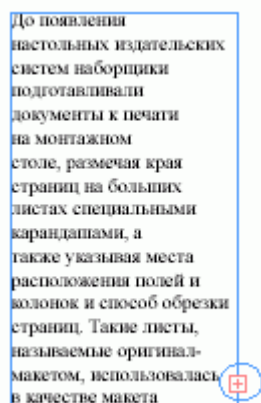 До появления
настольных издательских
систем наборщики
подготавливали
документы к печати
на монтажном
столе, размечая края
страниц на больших
листах специальными
карандашами, а
также указывая места
расположения полей и
колонок и способ обрезки
страниц. Такие листы,
называемые оригинал-
макетом, использовалась
в качестве макета